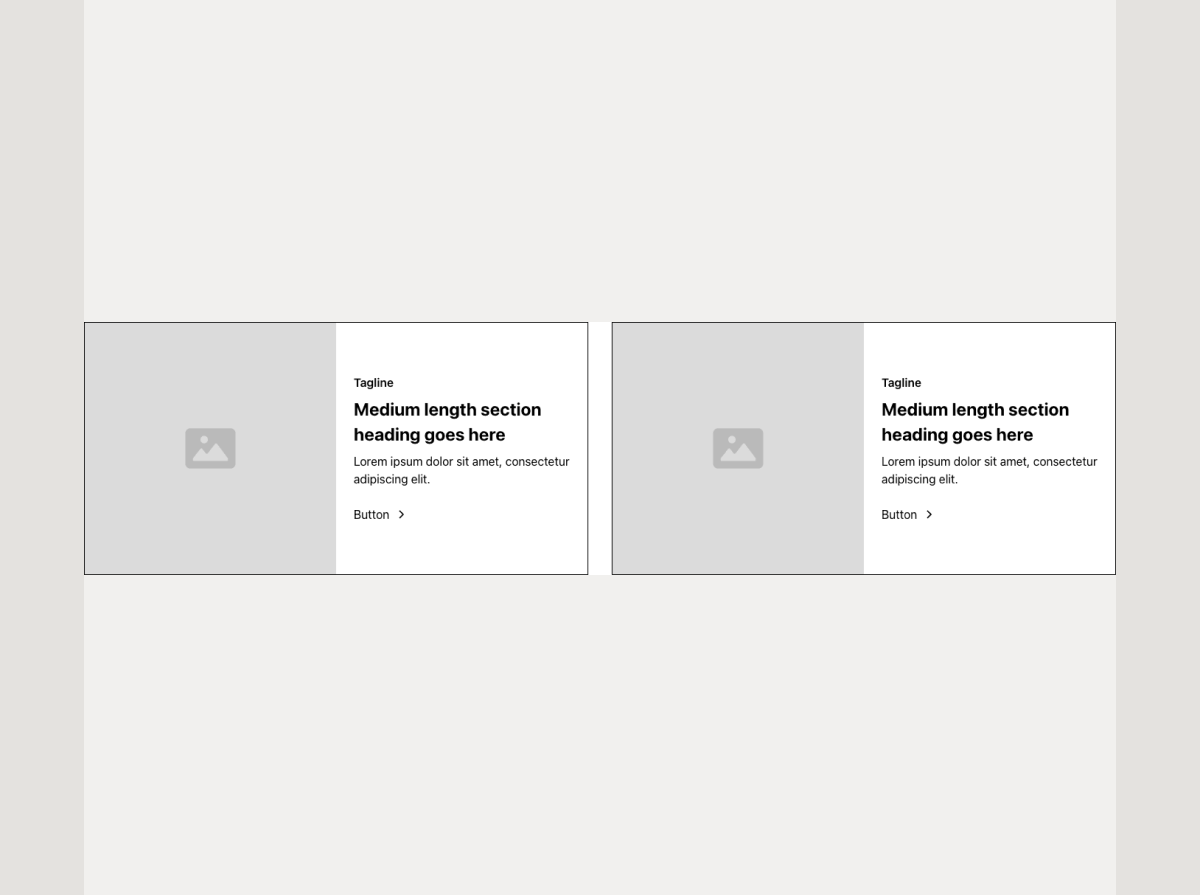 Tagline
Medium length section
heading goes here
Lorem ipsum dolor sit amet, consectetur
adipiscing elit.
Button
Tagline
Medium length section
heading goes here
Lorem ipsum dolor sit amet, consectetur
adipiscing elit.
Button